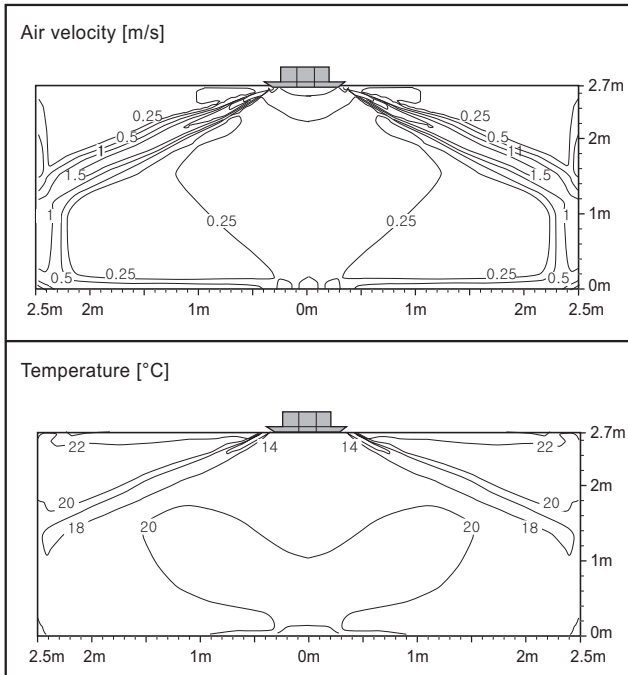 Air velocity [m/s]
2.7m
0.25 0.25
0.5 0.5
2m
1 11
1.5 1.5
1 1 1m
0.25 0.25
0.25 0.25
0.5 0.5 0m
2.5m 2m 1m 0m 1m 2m 2.5m
Temperature [°C]
2.7m
22 14 14 22
2m
20 20
18 18
20 20
1m
0m
2.5m 2m 1m 0m 1m 2m 2.5m